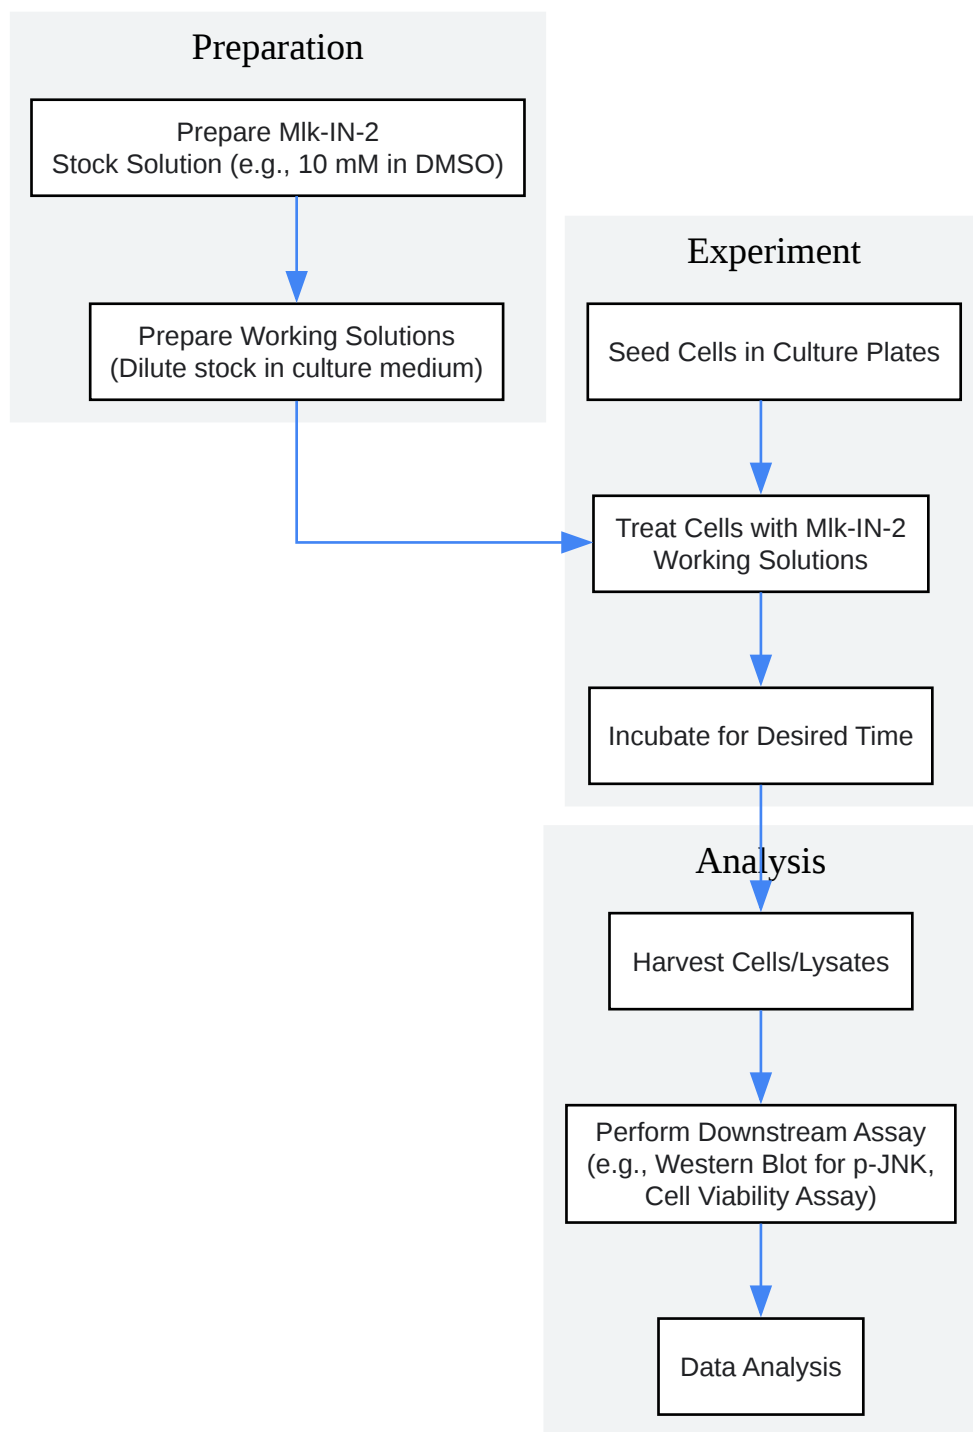 Preparation
Prepare Mlk-IN-2
Stock Solution (e.g., 10 mM in DMSO)
Prepare Working Solutions
(Dilute stock in culture medium)
Experiment
Seed Cells in Culture Plates
Treat Cells with Mlk-IN-2
Working Solutions
Incubate for Desired Time
Analysis
Harvest Cells/Lysates
Perform Downstream Assay
(e.g., Western Blot for p-JNK,
Cell Viability Assay)
Data Analysis